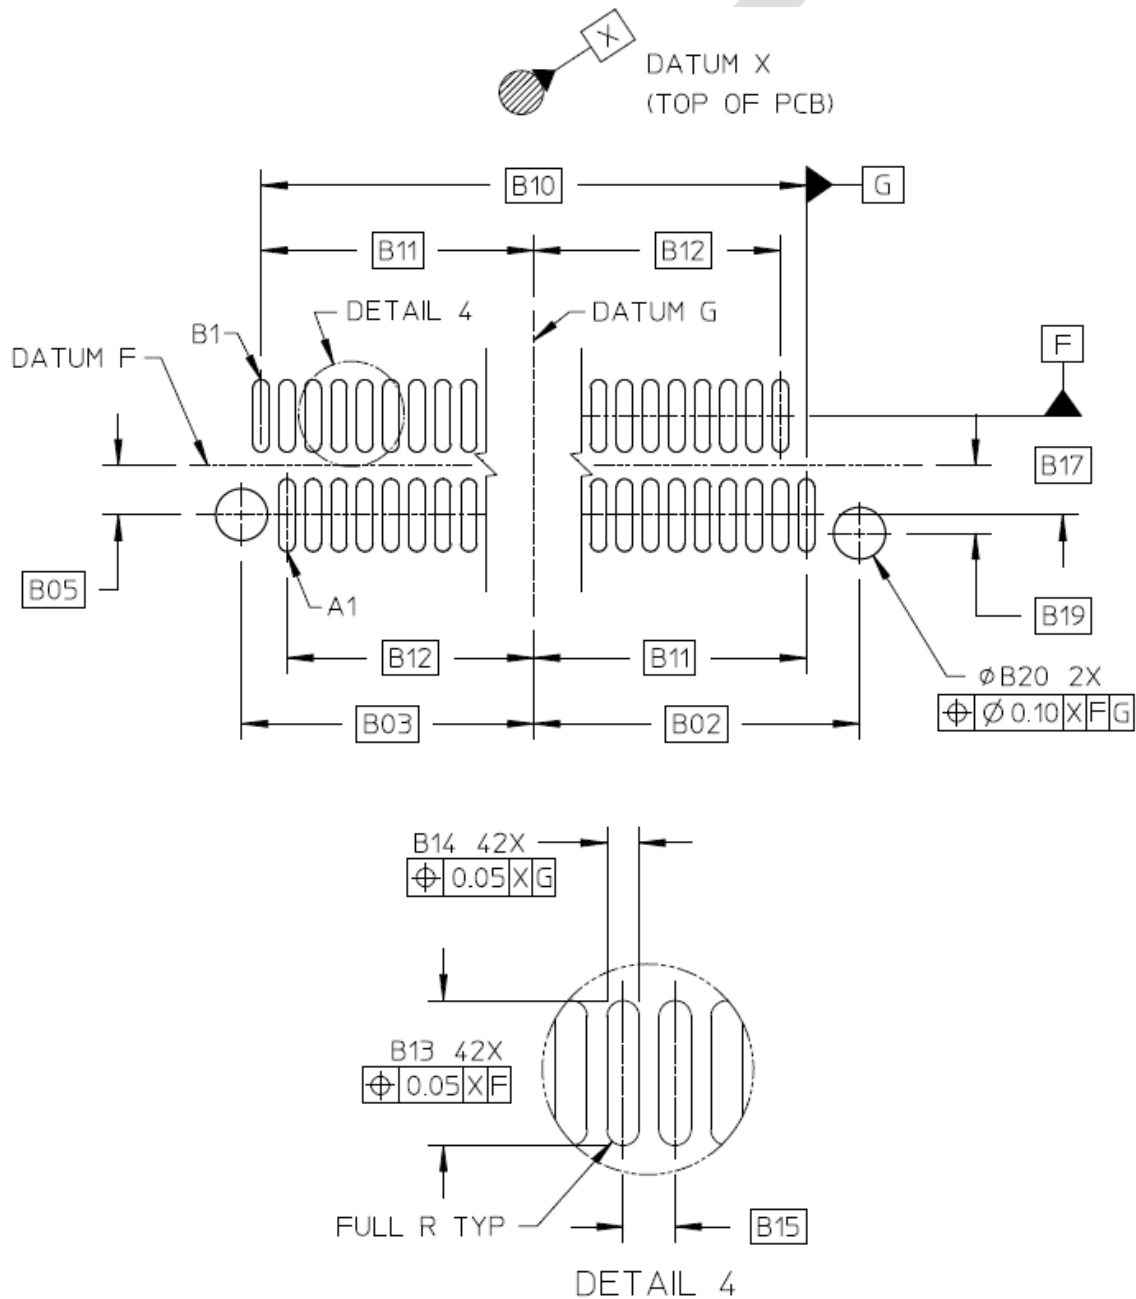 X
DATUM X
(TOP OF PCB)
B10
G
B11
B12
DETAIL 4
DATUM G
B1
F
DATUM F
B17
B05
A1
B19
B12
B11
⌀B20 2X
⌖ ⌀0.10 X F G
B03
B02
B14 42X
⌖ 0.05 X G
B13 42X
⌖ 0.05 X F
FULL R TYP
B15
DETAIL 4